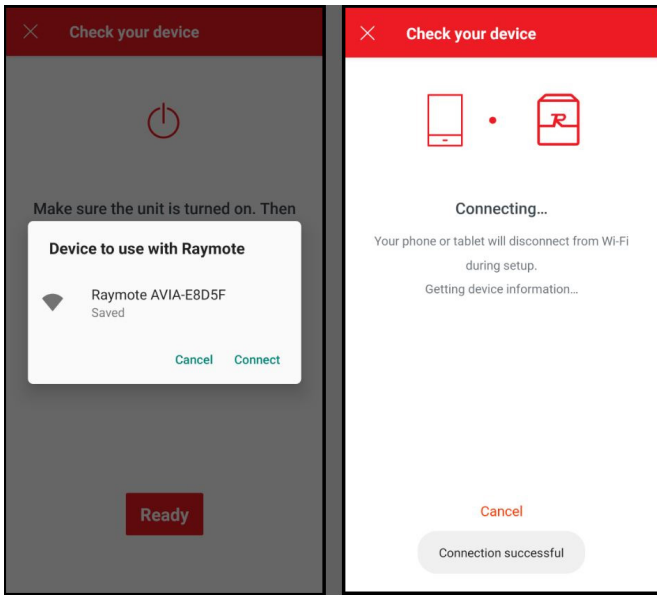 Check your device
Make sure the unit is turned on. Then
Device to use with Raymote
Raymote AVIA-E8D5F
Saved
Cancel Connect
Ready
Check your device
R
Connecting...
Your phone or tablet will disconnect from Wi-Fi
during setup.
Getting device information...
Cancel
Connection successful